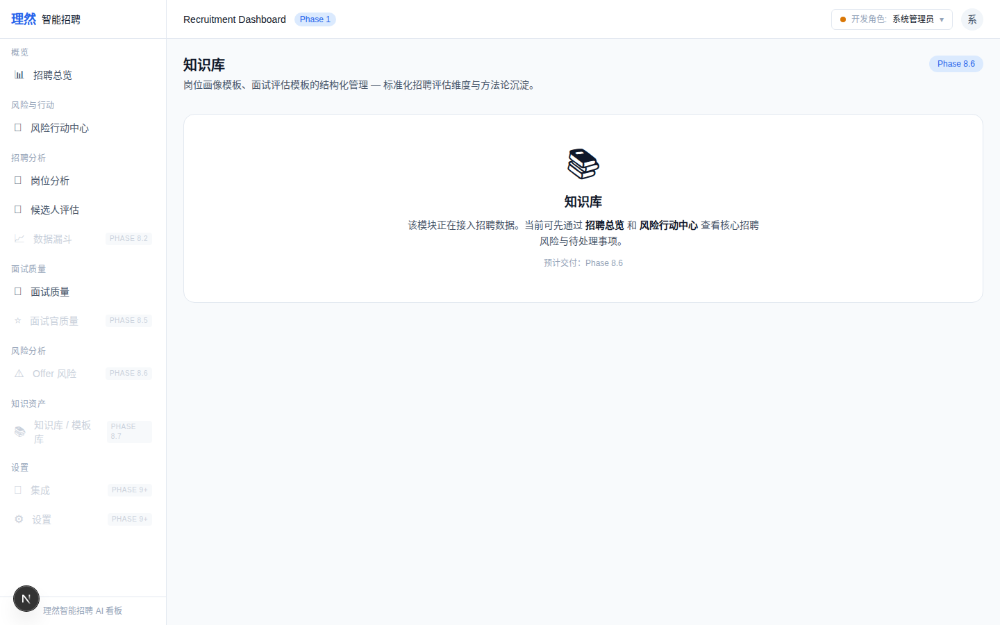 理然 智能招聘
Recruitment Dashboard Phase 1
开发角色: 系统管理员 ▾ 系
概览
招聘总览
风险与行动
风险行动中心
招聘分析
岗位分析
候选人评估
数据漏斗 PHASE 8.2
面试质量
面试质量
面试官质量 PHASE 8.5
风险分析
Offer 风险 PHASE 8.6
知识资产
知识库 / 模板
库
PHASE
8.7
设置
集成 PHASE 9+
设置 PHASE 9+
理然智能招聘 AI 看板
知识库
Phase 8.6
岗位画像模板、面试评估模板的结构化管理 — 标准化招聘评估维度与方法论沉淀。
知识库
该模块正在接入招聘数据。当前可先通过 招聘总览 和 风险行动中心 查看核心招聘
风险与待处理事项。
预计交付：Phase 8.6